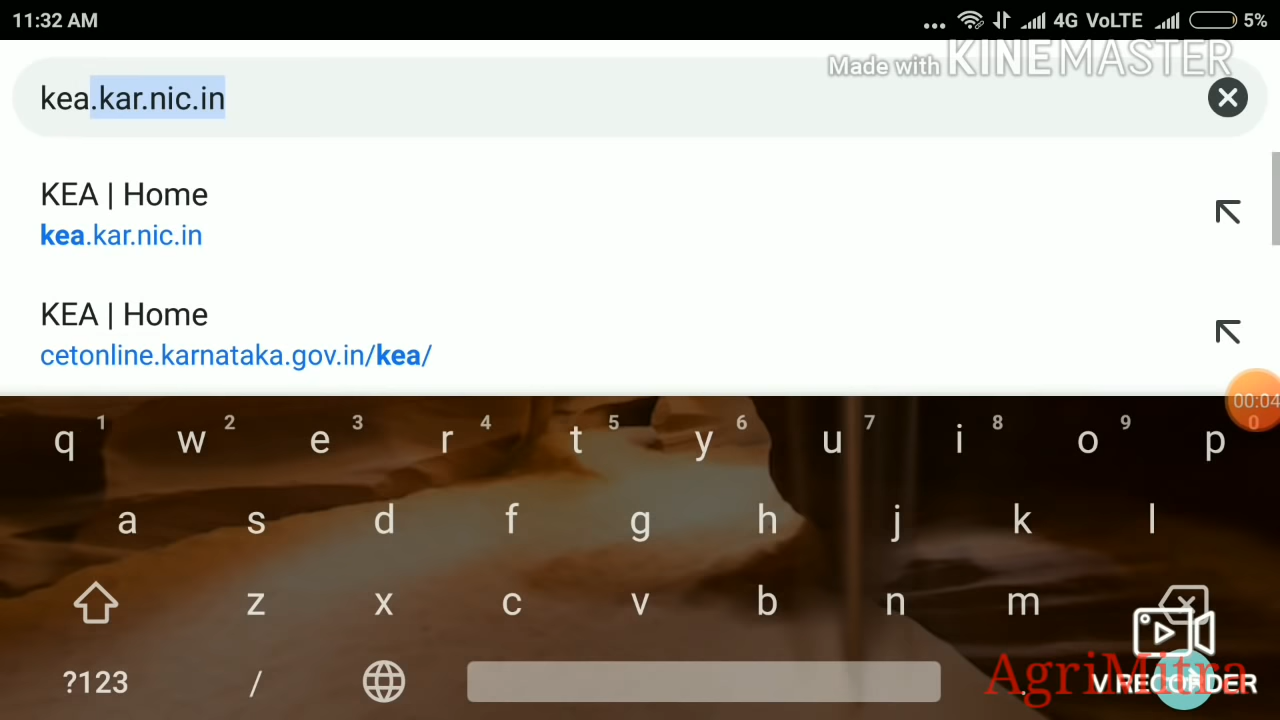 11:32 AM ... 4G VoLTE 5%
Made with KINEMASTER
kea.kar.nic.in
KEA | Home
kea.kar.nic.in
KEA | Home
cetonline.karnataka.gov.in/kea/
00:04
1 2 3 4 5 6 7 8 9 0
q w e r t y u i o p
a s d f g h j k l
z x c v b n m
?123 / .
AgriMitra
V RECORDER